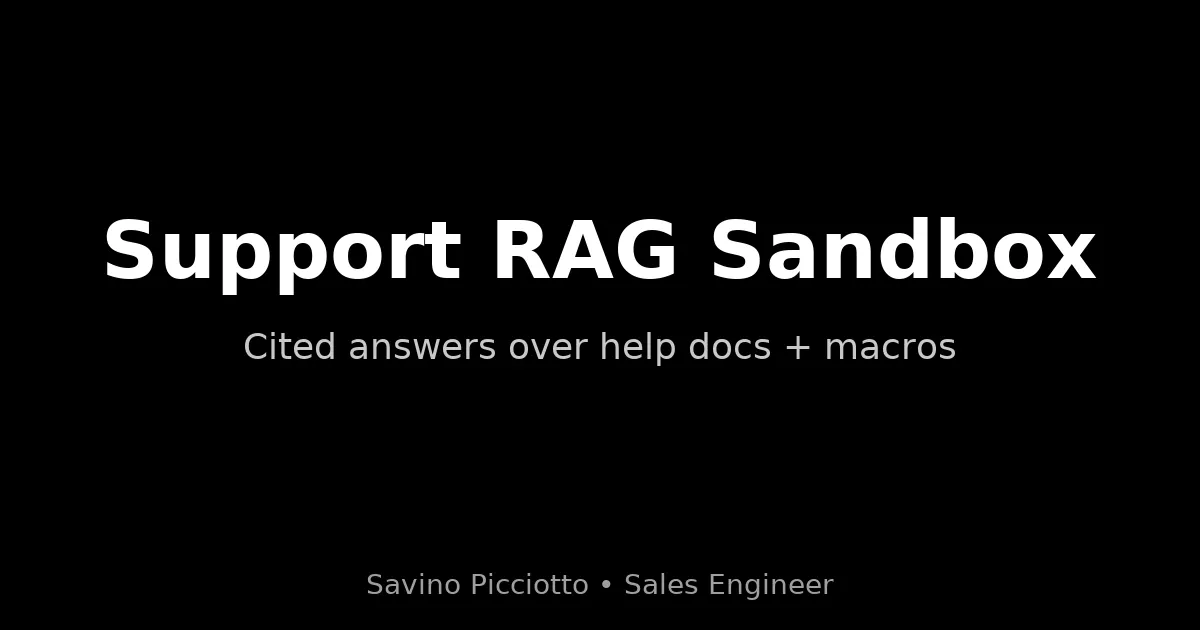 Support RAG Sandbox
Cited answers over help docs + macros
Savino Picciotto • Sales Engineer